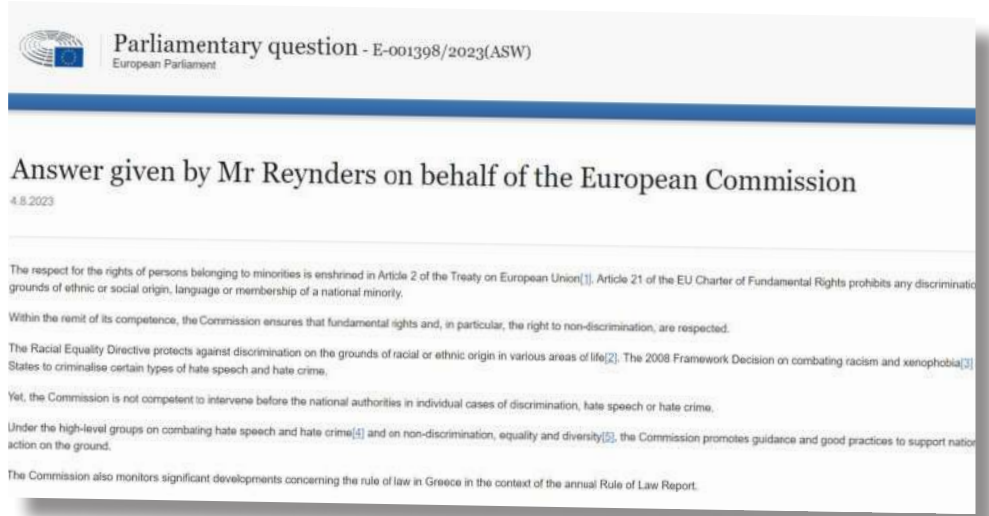 Parliamentary question - E-001398/2023(ASW)
European Parliament
Answer given by Mr Reynders on behalf of the European Commission
4.8.2023
The respect for the rights of persons belonging to minorities is enshrined in Article 2 of the Treaty on European Union[1]. Article 21 of the EU Charter of Fundamental Rights prohibits any discriminatio
grounds of ethnic or social origin, language or membership of a national minority.
Within the remit of its competence, the Commission ensures that fundamental rights and, in particular, the right to non-discrimination, are respected.
The Racial Equality Directive protects against discrimination on the grounds of racial or ethnic origin in various areas of life[2]. The 2008 Framework Decision on combating racism and xenophobia[3]
States to criminalise certain types of hate speech and hate crime.
Yet, the Commission is not competent to intervene before the national authorities in individual cases of discrimination, hate speech or hate crime.
Under the high-level groups on combating hate speech and hate crime[4] and on non-discrimination, equality and diversity[5], the Commission promotes guidance and good practices to support nation
action on the ground.
The Commission also monitors significant developments concerning the rule of law in Greece in the context of the annual Rule of Law Report.